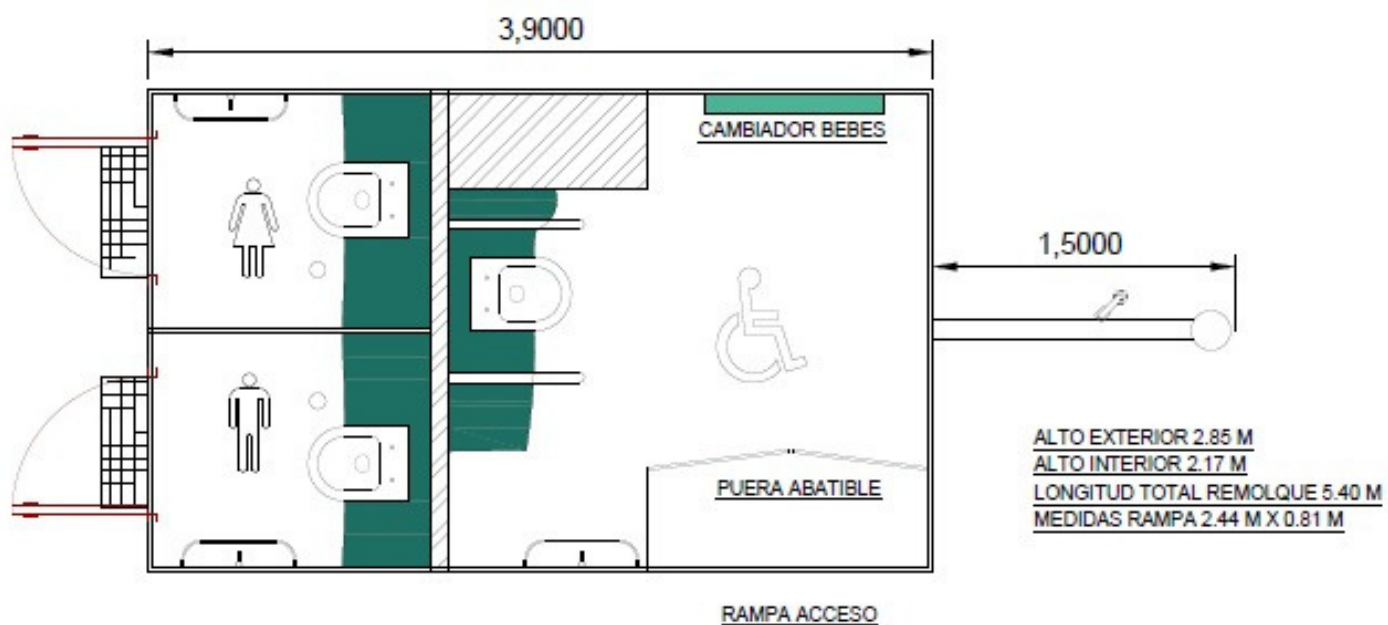 3,9000
CAMBIADOR BEBES
1,5000
ALTO EXTERIOR 2.85 M
ALTO INTERIOR 2.17 M
LONGITUD TOTAL REMOLQUE 5.40 M
MEDIDAS RAMPA 2.44 M X 0.81 M
PUERA ABATIBLE
RAMPA ACCESO